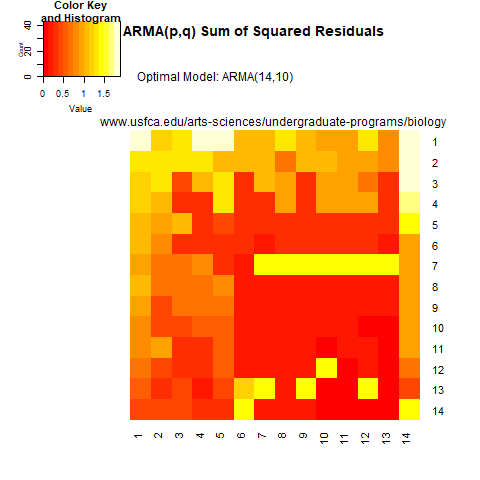 Color Key
and Histogram
Count
0 20 40
0 0.5 1 1.5
Value
ARMA(p,q) Sum of Squared Residuals
Optimal Model: ARMA(14,10)
www.usfca.edu/arts-sciences/undergraduate-programs/biology
1
2
3
4
5
6
7
8
9
10
11
12
13
14
1 2 3 4 5 6 7 8 9 10 11 12 13 14